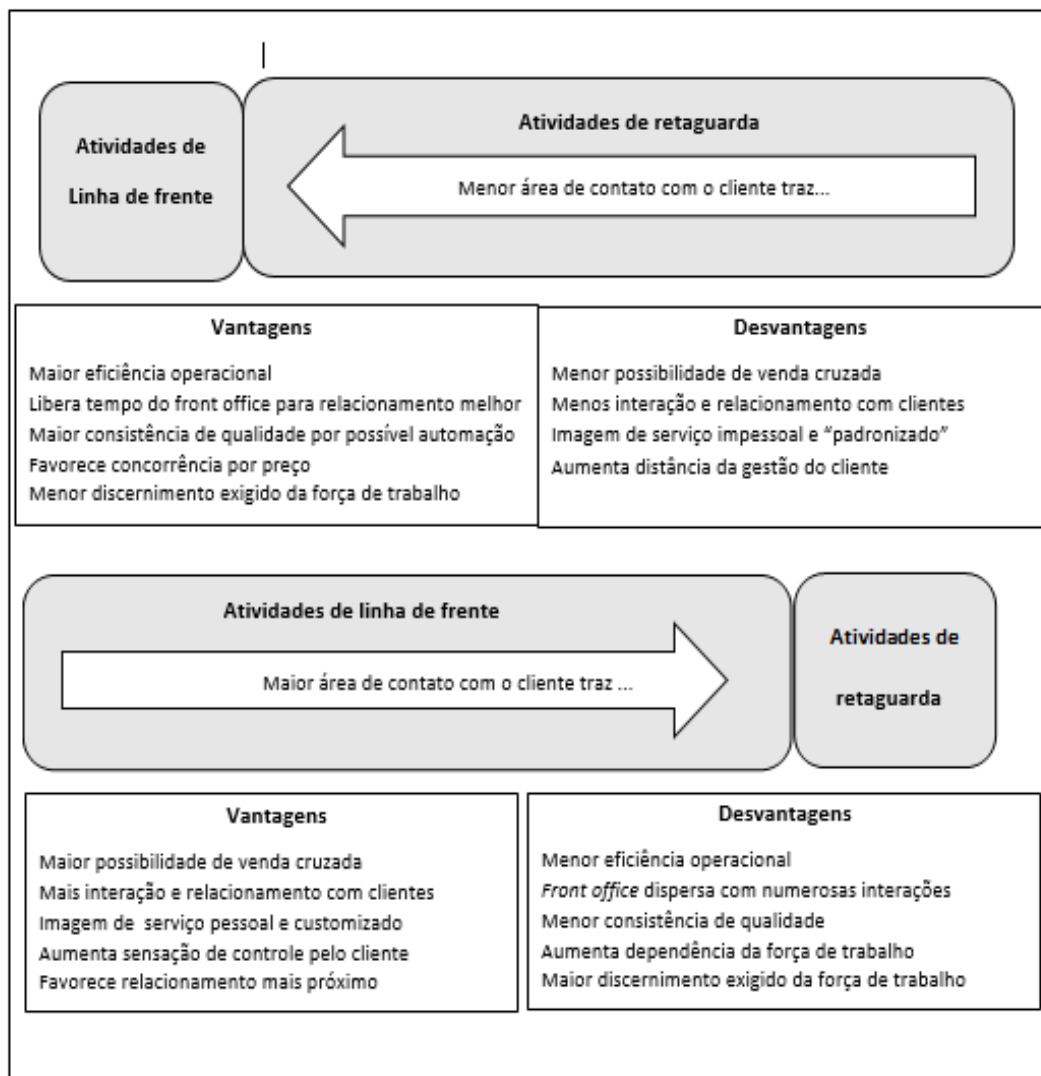 Atividades de
Linha de frente
Atividades de retaguarda
Menor área de contato com o cliente traz...
Vantagens
Maior eficiência operacional
Libera tempo do front office para relacionamento melhor
Maior consistência de qualidade por possível automação
Favorece concorrência por preço
Menor discernimento exigido da força de trabalho
Desvantagens
Menor possibilidade de venda cruzada
Menos interação e relacionamento com clientes
Imagem de serviço impessoal e “padronizado”
Aumenta distância da gestão do cliente
Atividades de linha de frente
Maior área de contato com o cliente traz ...
Atividades de
retaguarda
Vantagens
Maior possibilidade de venda cruzada
Mais interação e relacionamento com clientes
Imagem de serviço pessoal e customizado
Aumenta sensação de controle pelo cliente
Favorece relacionamento mais próximo
Desvantagens
Menor eficiência operacional
Front office dispersa com numerosas interações
Menor consistência de qualidade
Aumenta dependência da força de trabalho
Maior discernimento exigido da força de trabalho